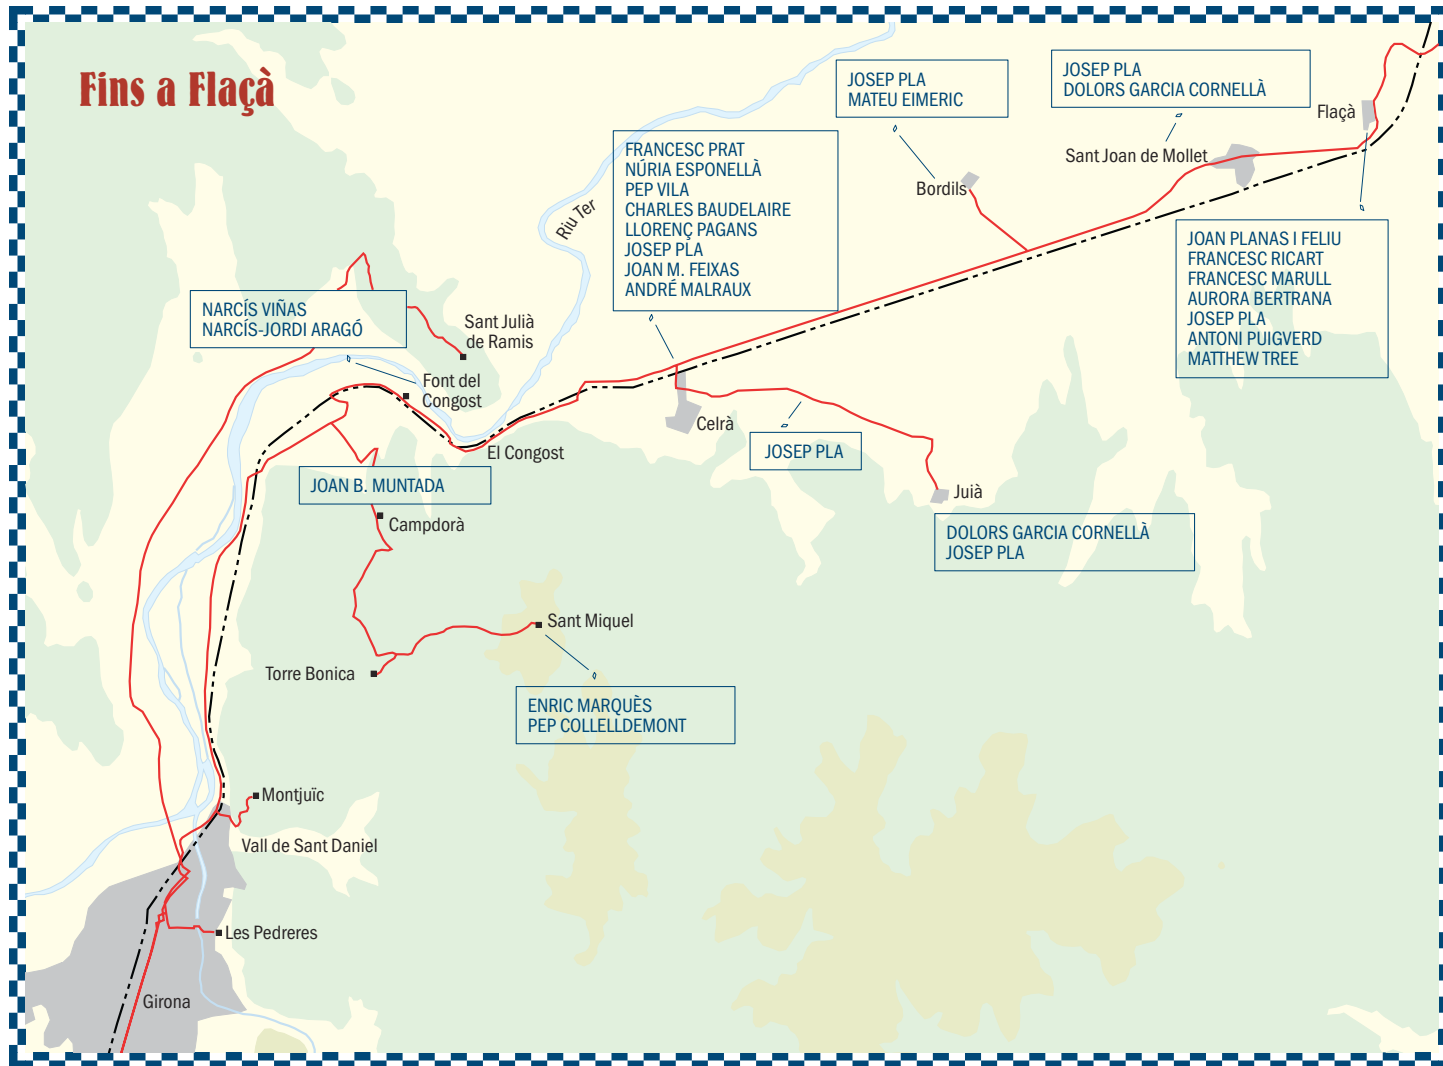 Fins a Flaçà
JOSEP PLA
MATEU EIMERIC
JOSEP PLA
DOLORS GARCIA CORNELLÀ
Flaçà
Sant Joan de Mollet
Bordils
FRANCESC PRAT
NÚRIA ESPONELLÀ
PEP VILA
CHARLES BAUDELAIRE
LLORENÇ PAGANS
JOSEP PLA
JOAN M. FEIXAS
ANDRÉ MALRAUX
Riu Ter
JOAN PLANAS I FELIU
FRANCESC RICART
FRANCESC MARULL
AURORA BERTRANA
JOSEP PLA
ANTONI PUIGVERD
MATTHEW TREE
NARCÍS VIÑAS
NARCÍS-JORDI ARAGÓ
Sant Julià
de Ramis
Font del
Congost
El Congost
Celrà
JOSEP PLA
Juià
DOLORS GARCIA CORNELLÀ
JOSEP PLA
JOAN B. MUNTADA
Campdorà
Sant Miquel
Torre Bonica
ENRIC MARQUÈS
PEP COLLELLDEMONT
Montjuïc
Vall de Sant Daniel
Les Pedreres
Girona